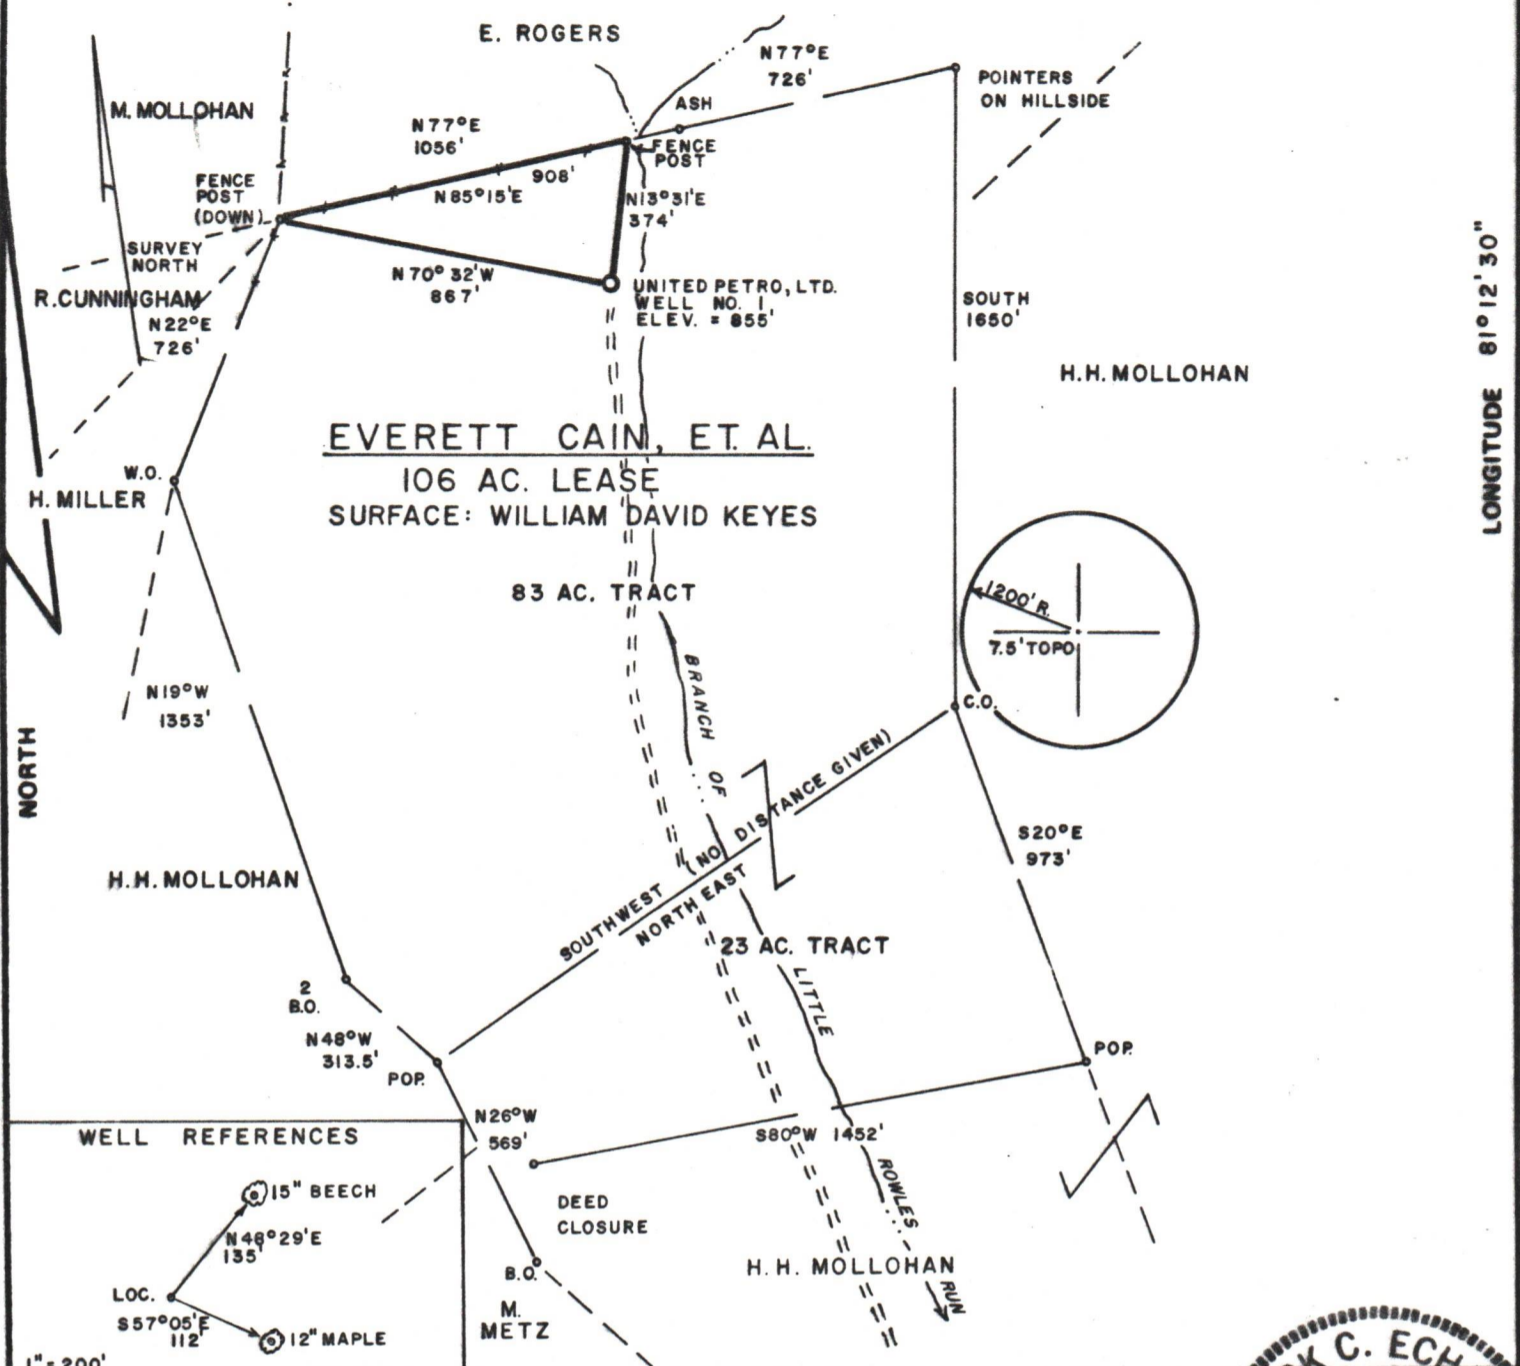 E. ROGERS
N77°E
726'
POINTERS
ON HILLSIDE
M. MOLLOHAN
ASH
N77°E
1056'
FENCE
POST
FENCE
POST
(DOWN)
908'
N85°15'E
N13°31'E
374'
SURVEY
NORTH
N70°32'W
867'
R.CUNNINGHAM
UNITED PETRO, LTD.
WELL NO. 1
ELEV. = 855'
SOUTH
1650'
N22°E
726'
H.H. MOLLOHAN
LONGITUDE 81°12'30"
EVERETT CAIN, ET. AL.
106 AC. LEASE
SURFACE: WILLIAM DAVID KEYES
W.O.
H. MILLER
83 AC. TRACT
1200' R.
7.5' TOPO
N19°W
1353'
C.O.
NORTH
BRANCH OF LITTLE ROWLES RUN
SOUTHWEST (NO DISTANCE GIVEN)
NORTH EAST
S20°E
973'
H.H. MOLLOHAN
23 AC. TRACT
2
B.O.
N48°W
313.5'
POP.
POP.
N26°W
569'
S80°W 1452'
WELL REFERENCES
15" BEECH
N48°29'E
135'
LOC.
S57°05'E
112'
12" MAPLE
1"=200'
DEED
CLOSURE
B.O.
M.
METZ
H. H. MOLLOHAN
K C. ECH